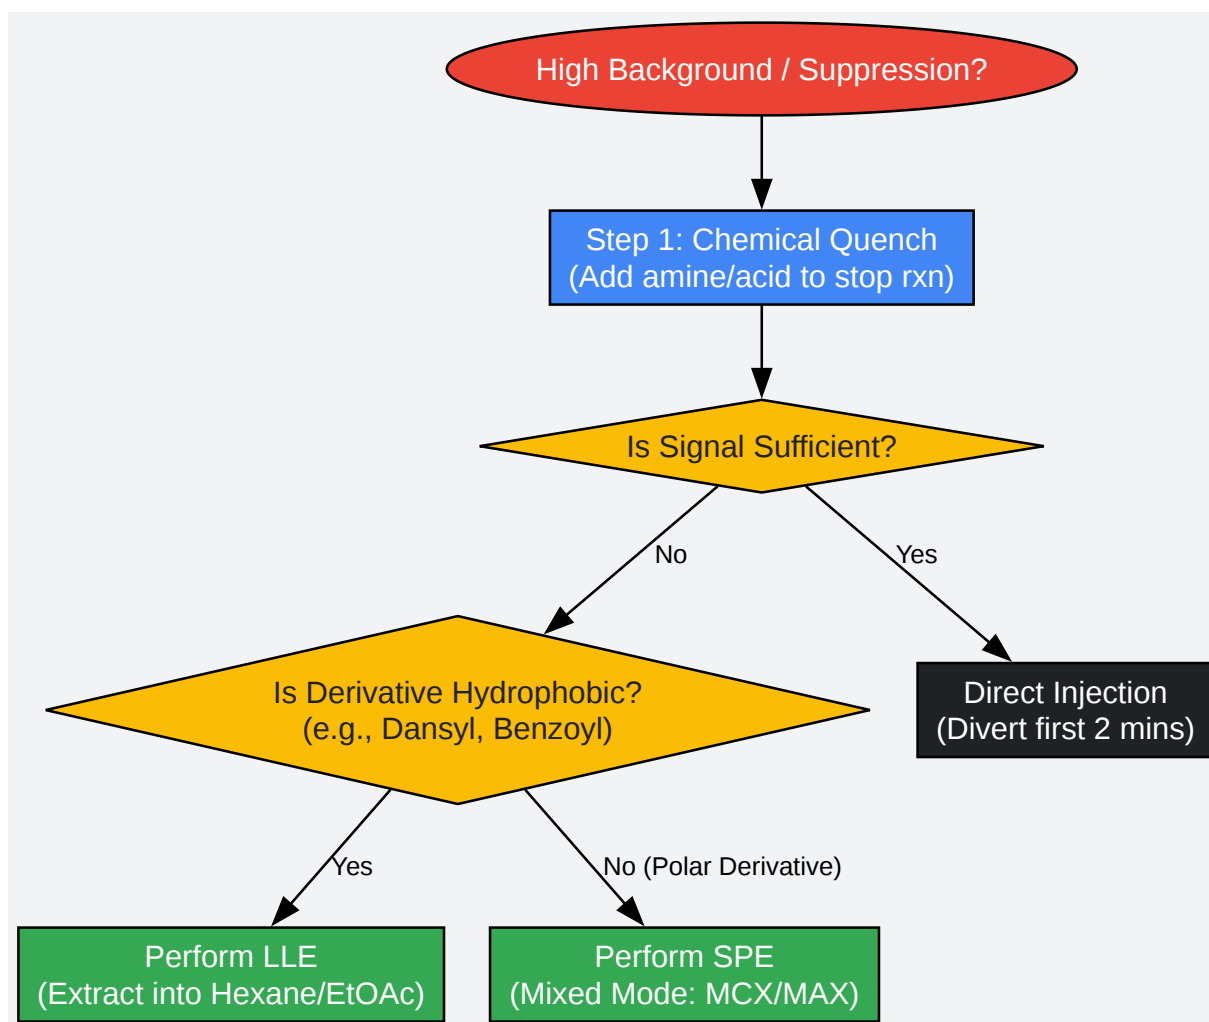 High Background / Suppression?
Step 1: Chemical Quench
(Add amine/acid to stop rxn)
Is Signal Sufficient?
No
Yes
Is Derivative Hydrophobic?
(e.g., Dansyl, Benzoyl)
Direct Injection
(Divert first 2 mins)
Yes
No (Polar Derivative)
Perform LLE
(Extract into Hexane/EtOAc)
Perform SPE
(Mixed Mode: MCX/MAX)